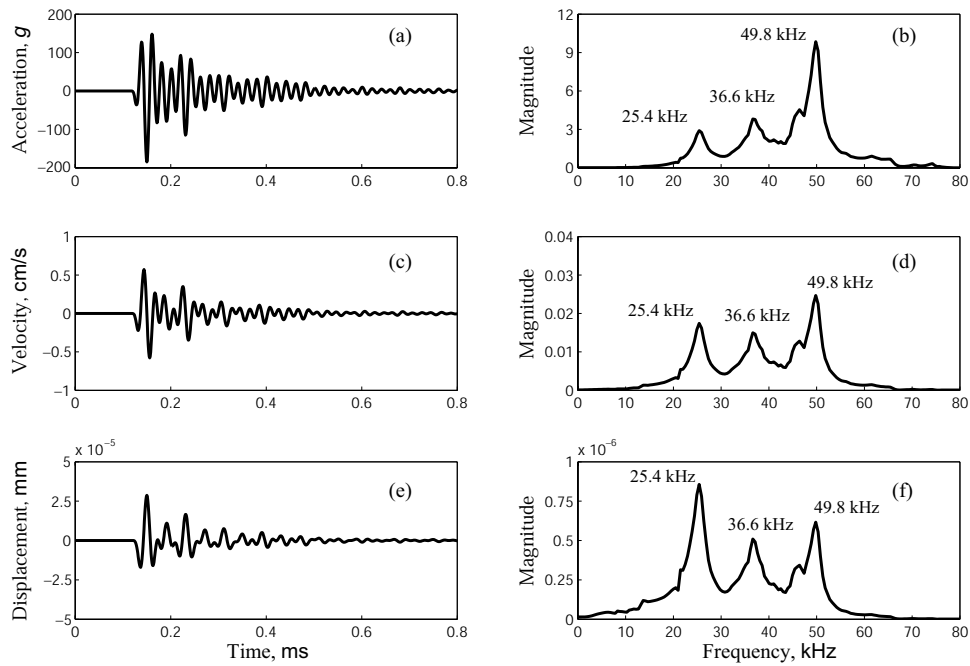 200
100
0
−100
−200
0
0.2
0.4
0.6
0.8
Acceleration, g
(a)
12
9
6
3
0
0
10
20
30
40
50
60
70
80
Magnitude
25.4 kHz
36.6 kHz
49.8 kHz
(b)
1
0.5
0
−0.5
−1
0
0.2
0.4
0.6
0.8
Velocity, cm/s
(c)
0.04
0.03
0.02
0.01
0
0
10
20
30
40
50
60
70
80
Magnitude
25.4 kHz
36.6 kHz
49.8 kHz
(d)
x 10⁻⁵
5
2.5
0
−2.5
−5
0
0.2
0.4
0.6
0.8
Displacement, mm
(e)
Time, ms
x 10⁻⁶
1
0.75
0.5
0.25
0
0
10
20
30
40
50
60
70
80
Magnitude
25.4 kHz
36.6 kHz
49.8 kHz
(f)
Frequency, kHz